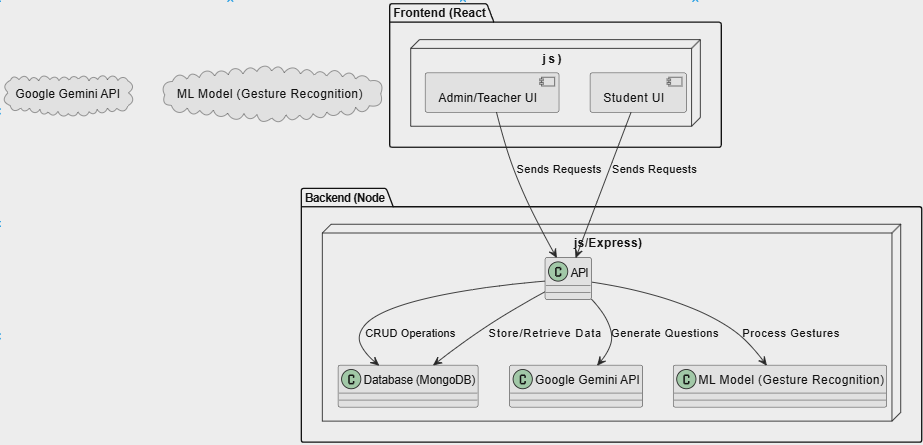 Frontend (React
js)
Google Gemini API
ML Model (Gesture Recognition)
Admin/Teacher UI
Student UI
Sends Requests
Sends Requests
Backend (Node
js/Express)
C API
CRUD Operations
Store/Retrieve Data
Generate Questions
Process Gestures
C Database (MongoDB)
C Google Gemini API
C ML Model (Gesture Recognition)